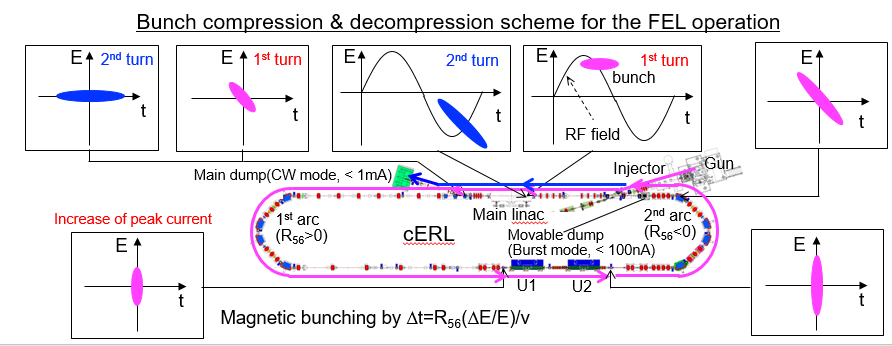 Bunch compression & decompression scheme for the FEL operation
E 2nd turn
t
E 1st turn
t
E 2nd turn
t
E 1st turn
bunch
RF field
t
E
t
Main dump(CW mode, < 1mA)
Injector
Gun
Increase of peak current
1st arc
(R56>0)
cERL
Main linac
Movable dump
(Burst mode, < 100nA)
2nd arc
(R56<0)
E
t
U1
U2
E
t
Magnetic bunching by Δt=R56(ΔE/E)/v